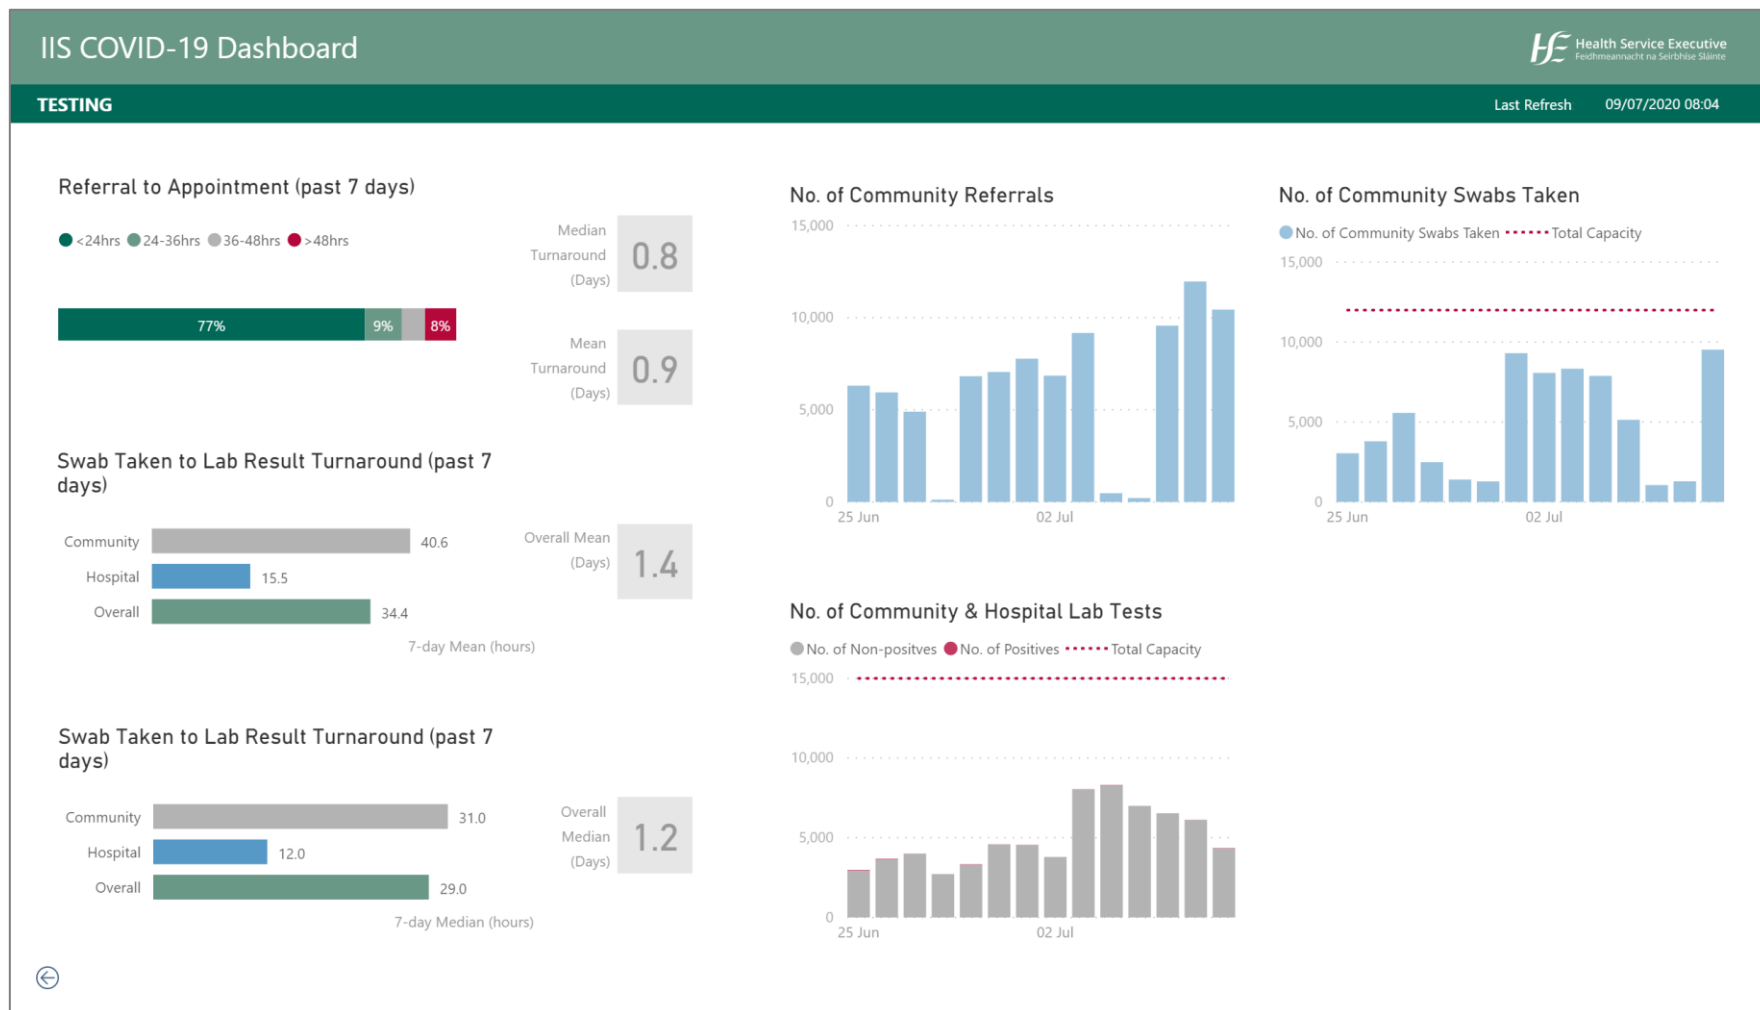 IIS COVID-19 Dashboard
Health Service Executive
Feidhmeannacht na Seirbhíse Sláinte
TESTING
Last Refresh 09/07/2020 08:04
Referral to Appointment (past 7 days)
<24hrs 24-36hrs 36-48hrs >48hrs
77% 9% 8%
Median
Turnaround
(Days)
0.8
Mean
Turnaround
(Days)
0.9
Swab Taken to Lab Result Turnaround (past 7
days)
Community 40.6
Hospital 15.5
Overall 34.4
7-day Mean (hours)
Overall Mean
(Days)
1.4
Swab Taken to Lab Result Turnaround (past 7
days)
Community 31.0
Hospital 12.0
Overall 29.0
7-day Median (hours)
Overall
Median
(Days)
1.2
No. of Community Referrals
15,000
10,000
5,000
0
25 Jun 02 Jul
No. of Community Swabs Taken
No. of Community Swabs Taken Total Capacity
15,000
10,000
5,000
0
25 Jun 02 Jul
No. of Community & Hospital Lab Tests
No. of Non-positves No. of Positives Total Capacity
15,000
10,000
5,000
0
25 Jun 02 Jul